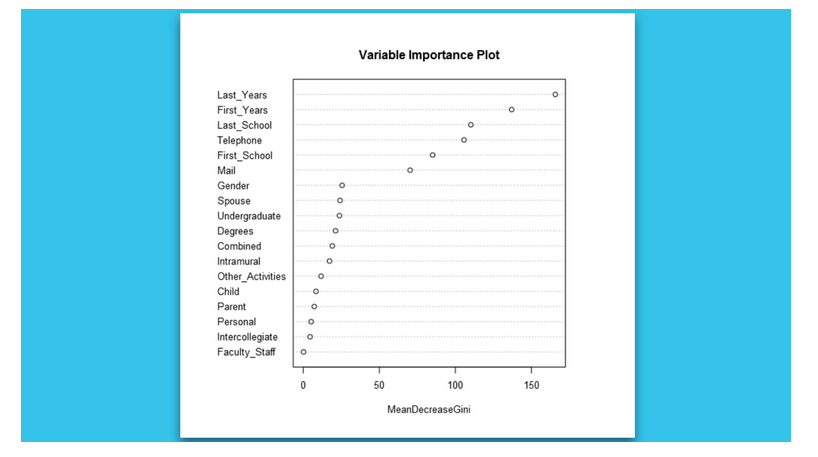 Variable Importance Plot
Last_Years
First_Years
Last_School
Telephone
First_School
Mail
Gender
Spouse
Undergraduate
Degrees
Combined
Intramural
Other_Activities
Child
Parent
Personal
Intercollegiate
Faculty_Staff
0 50 100 150
MeanDecreaseGini